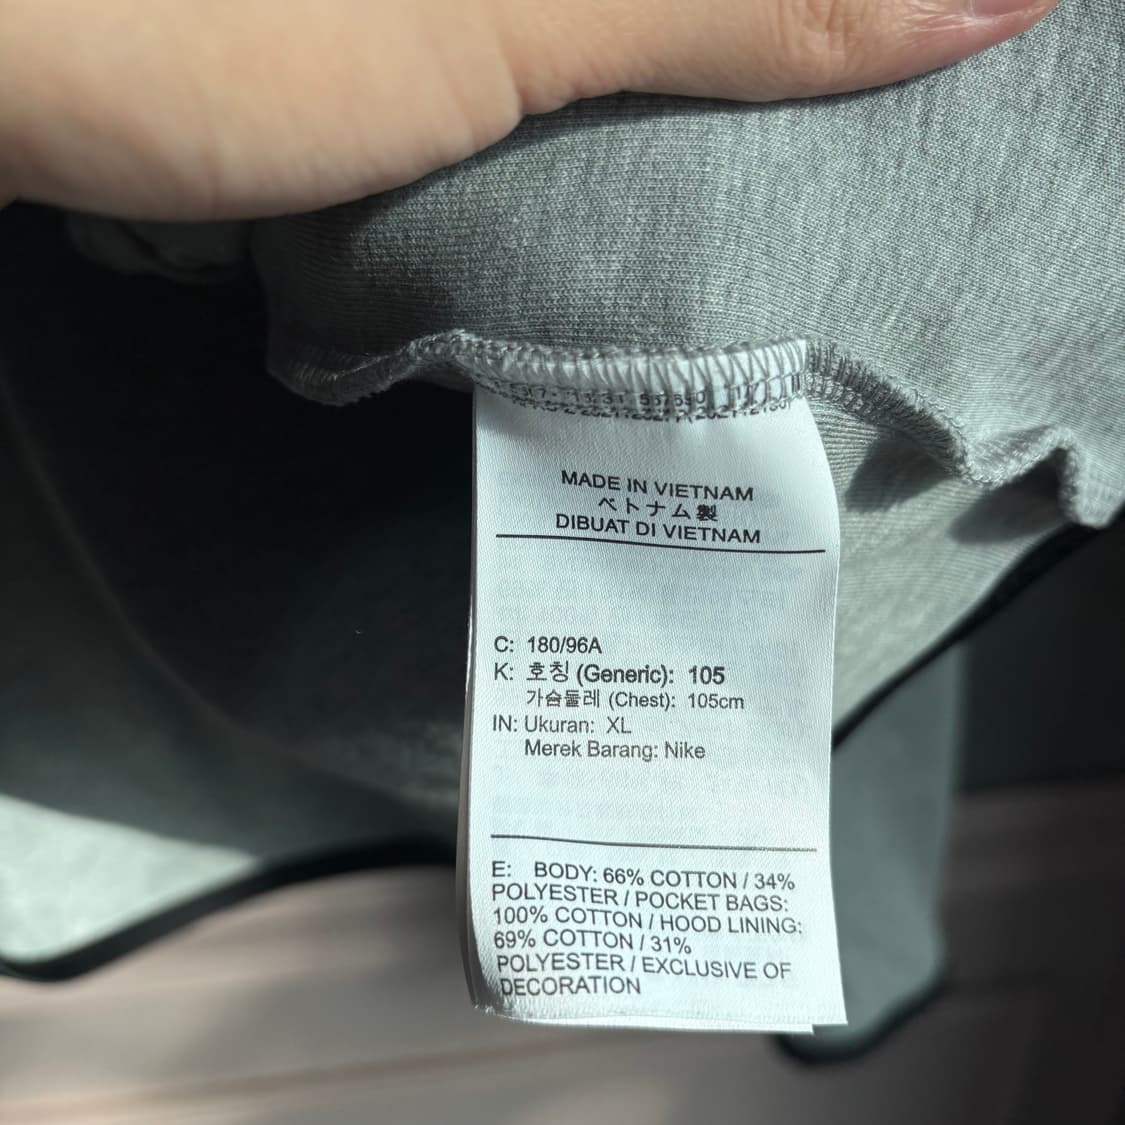 MADE IN VIETNAM
ベトナム製
DIBUAT DI VIETNAM
C: 180/96A
K: 호칭 (Generic): 105
가슴둘레 (Chest): 105cm
IN: Ukuran: XL
Merek Barang: Nike
E: BODY: 66% COTTON / 34%
POLYESTER / POCKET BAGS:
100% COTTON / HOOD LINING:
69% COTTON / 31%
POLYESTER / EXCLUSIVE OF
DECORATION